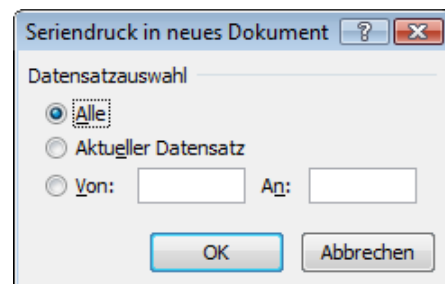 Seriendruck in neues Dokument
Datensatzauswahl
Alle
Aktueller Datensatz
Von: An:
OK Abbrechen